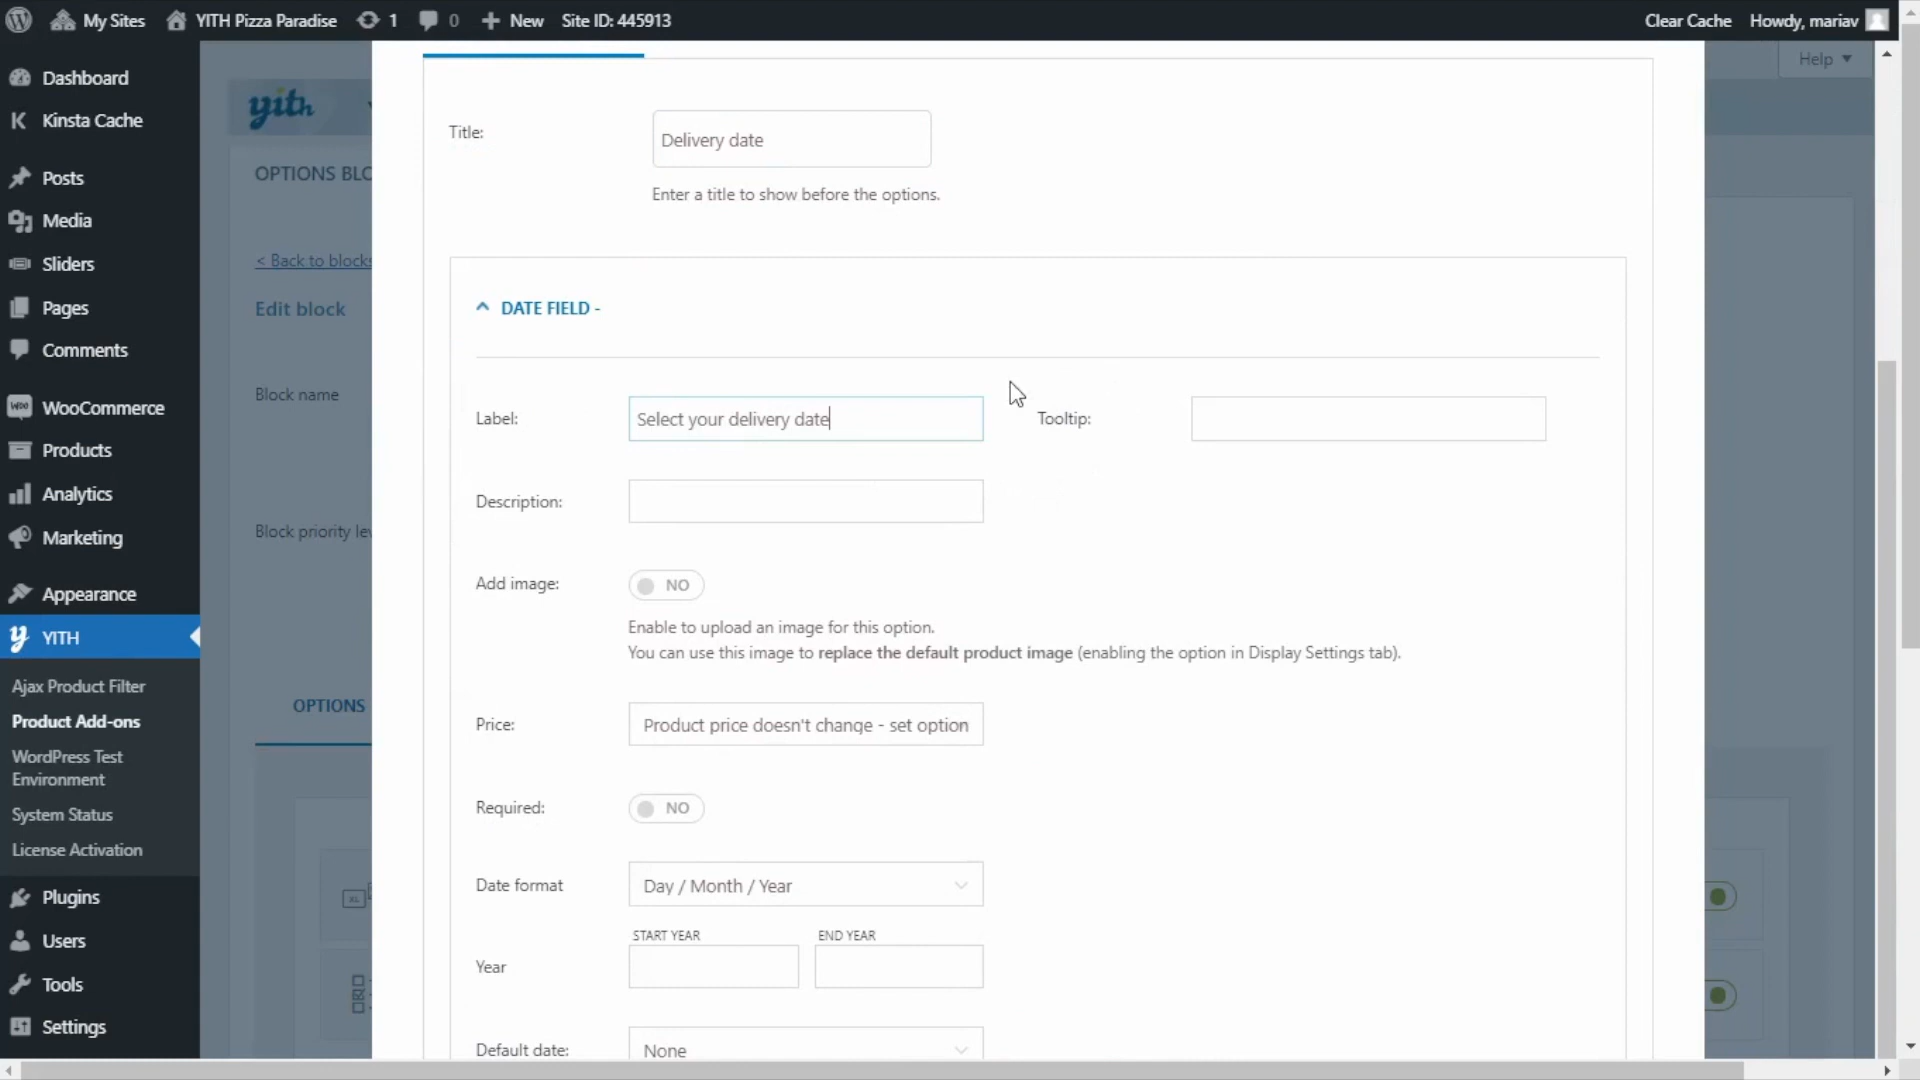 My Sites
YITH Pizza Paradise
1
0
New
Site ID: 445913
Clear Cache
Howdy, mariav
Help
Dashboard
Kinsta Cache
Posts
Media
Sliders
Pages
Comments
WooCommerce
Products
Analytics
Marketing
Appearance
YITH
Ajax Product Filter
Product Add-ons
WordPress Test
Environment
System Status
License Activation
Plugins
Users
Tools
Settings
yith
OPTIONS BLO
< Back to blocks
Edit block
Block name
Block priority lev
OPTIONS
XL
Title:
Delivery date
Enter a title to show before the options.
DATE FIELD -
Label:
Select your delivery date
Tooltip:
Description:
Add image:
NO
Enable to upload an image for this option.
You can use this image to replace the default product image (enabling the option in Display Settings tab).
Price:
Product price doesn't change - set option
Required:
NO
Date format
Day / Month / Year
START YEAR
END YEAR
Year
Default date:
None